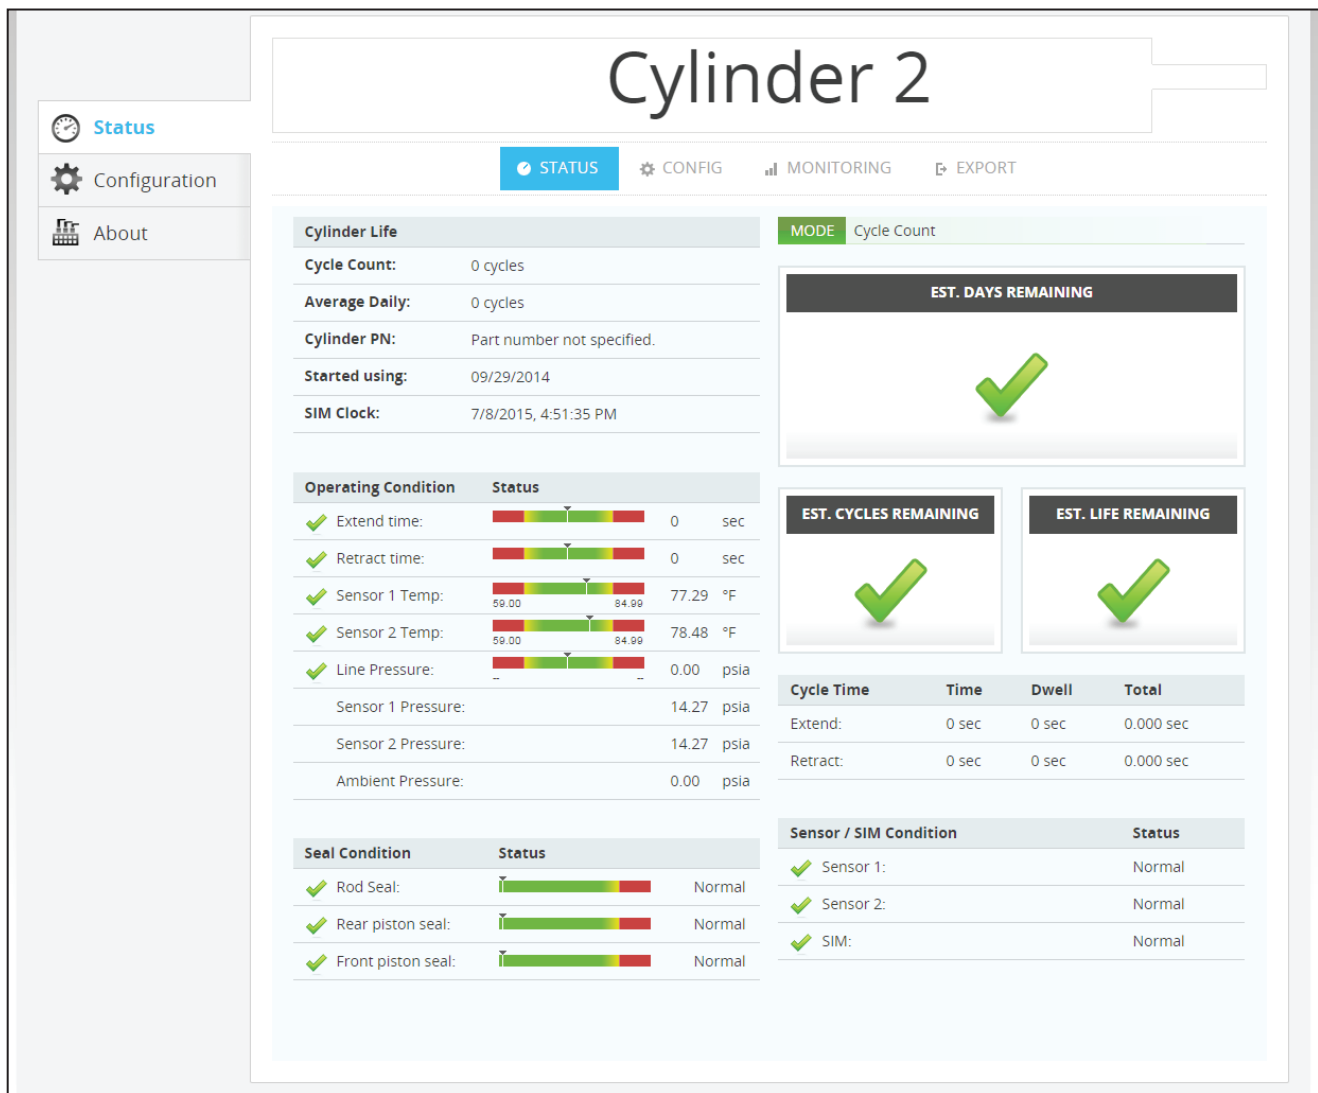 Cylinder 2
Status
Configuration
About
STATUS CONFIG MONITORING EXPORT
Cylinder Life
Cycle Count: 0 cycles
Average Daily: 0 cycles
Cylinder PN: Part number not specified.
Started using: 09/29/2014
SIM Clock: 7/8/2015, 4:51:35 PM
Operating Condition Status
Extend time: 0 sec
Retract time: 0 sec
Sensor 1 Temp: 77.29 °F
59.00 84.99
Sensor 2 Temp: 78.48 °F
59.00 84.99
Line Pressure: 0.00 psia
-- --
Sensor 1 Pressure: 14.27 psia
Sensor 2 Pressure: 14.27 psia
Ambient Pressure: 0.00 psia
Seal Condition Status
Rod Seal: Normal
Rear piston seal: Normal
Front piston seal: Normal
MODE Cycle Count
EST. DAYS REMAINING
EST. CYCLES REMAINING
EST. LIFE REMAINING
Cycle Time Time Dwell Total
Extend: 0 sec 0 sec 0.000 sec
Retract: 0 sec 0 sec 0.000 sec
Sensor / SIM Condition Status
Sensor 1: Normal
Sensor 2: Normal
SIM: Normal